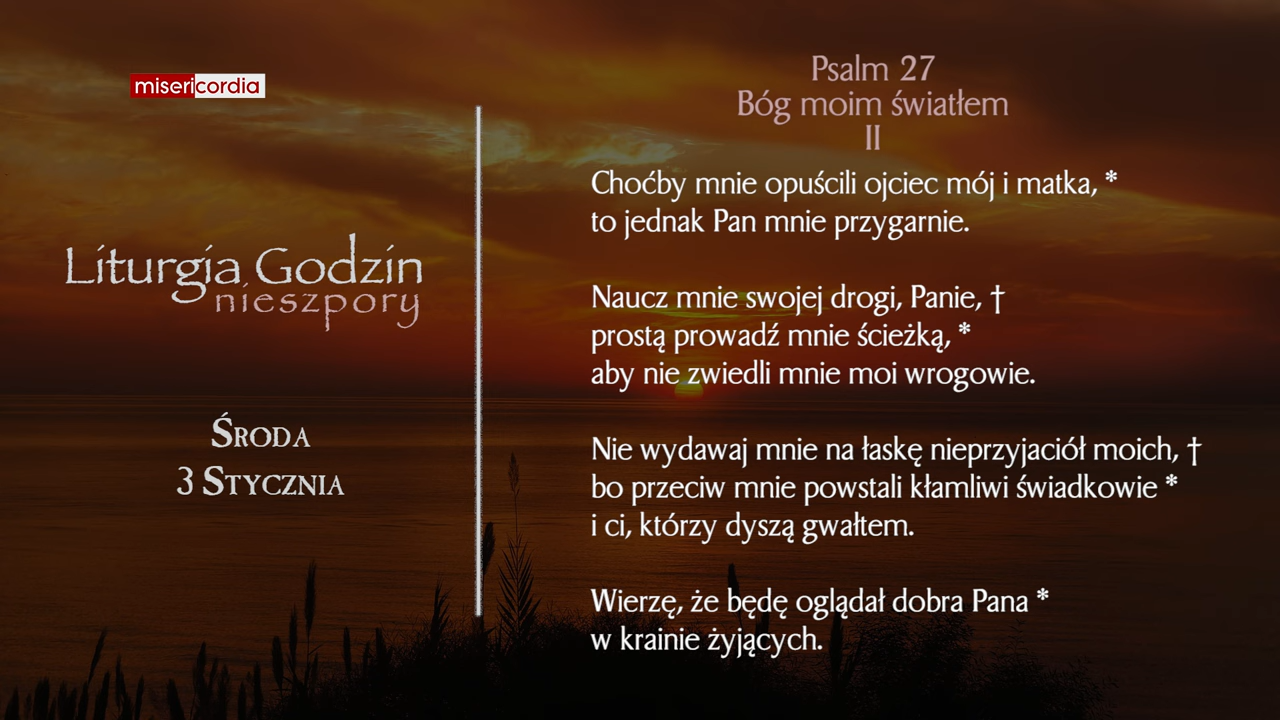 misericordia
Liturgia Godzin
nieszpory
Środa
3 Stycznia
Psalm 27
Bóg moim światłem
II
Choćby mnie opuścili ojciec mój i matka, *
to jednak Pan mnie przygarnie.
Naucz mnie swojej drogi, Panie, †
prostą prowadź mnie ścieżką, *
aby nie zwiedli mnie moi wrogowie.
Nie wydawaj mnie na łaskę nieprzyjaciół moich, †
bo przeciw mnie powstali kłamliwi świadkowie *
i ci, którzy dyszą gwałtem.
Wierzę, że będę oglądał dobra Pana *
w krainie żyjących.